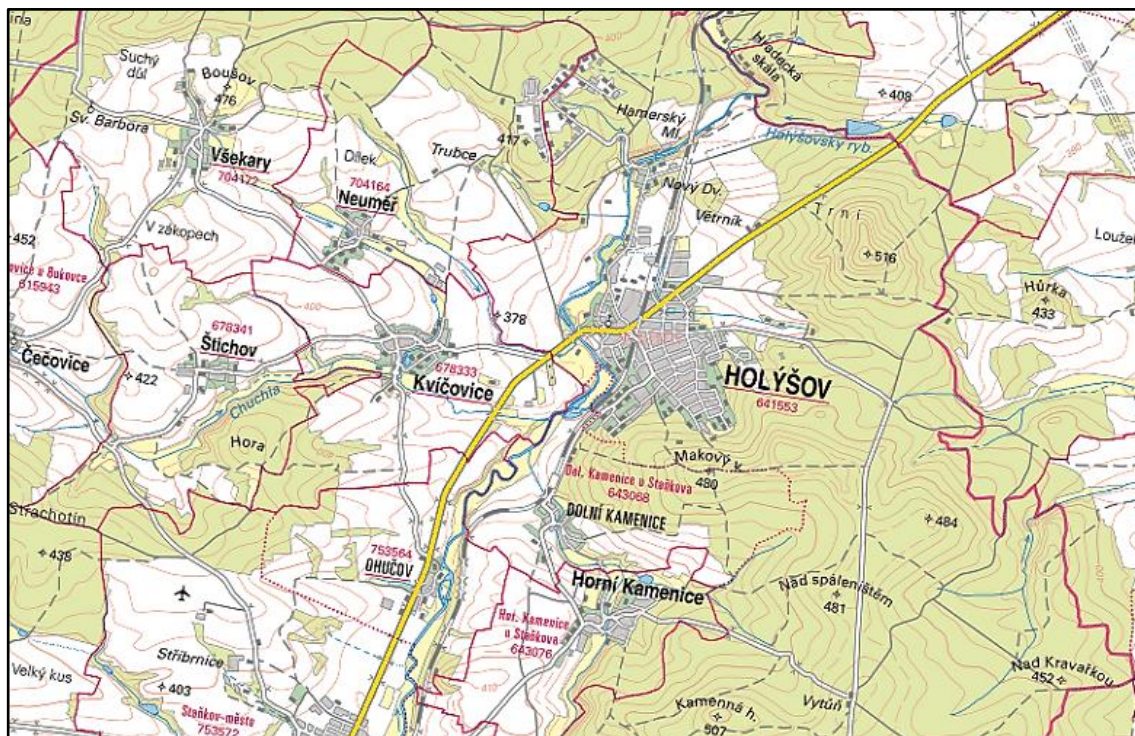 Suchý
důl
Boušov
476
Sv. Barbora
Všekary
704172
Dílek
704164
Neuměř
Trubce
417
Hamerský
Ml.
Hradecká
skála
408
Holýšovský ryb.
Nový Dv.
Větrník
Trní
516
380
Hůrka
433
452
V zákopech
615943
400
378
678341
Štichov
Čečovice
422
Chuchla
Hora
678333
Kvíčovice
HOLÝŠOV
641553
Makový k.
480
Dol. Kamenice u Staňkova
643068
DOLNÍ KAMENICE
Strachotín
438
484
753564
OHUČOV
Horní Kamenice
Nad spáleništěm
481
Hor. Kamenice
u Staňkova
643076
Stříbrnice
Velký kus
403
Staňkov-město
753572
410
400
Nad Kravařkou
452
Kamenná h.
507
Vytůň